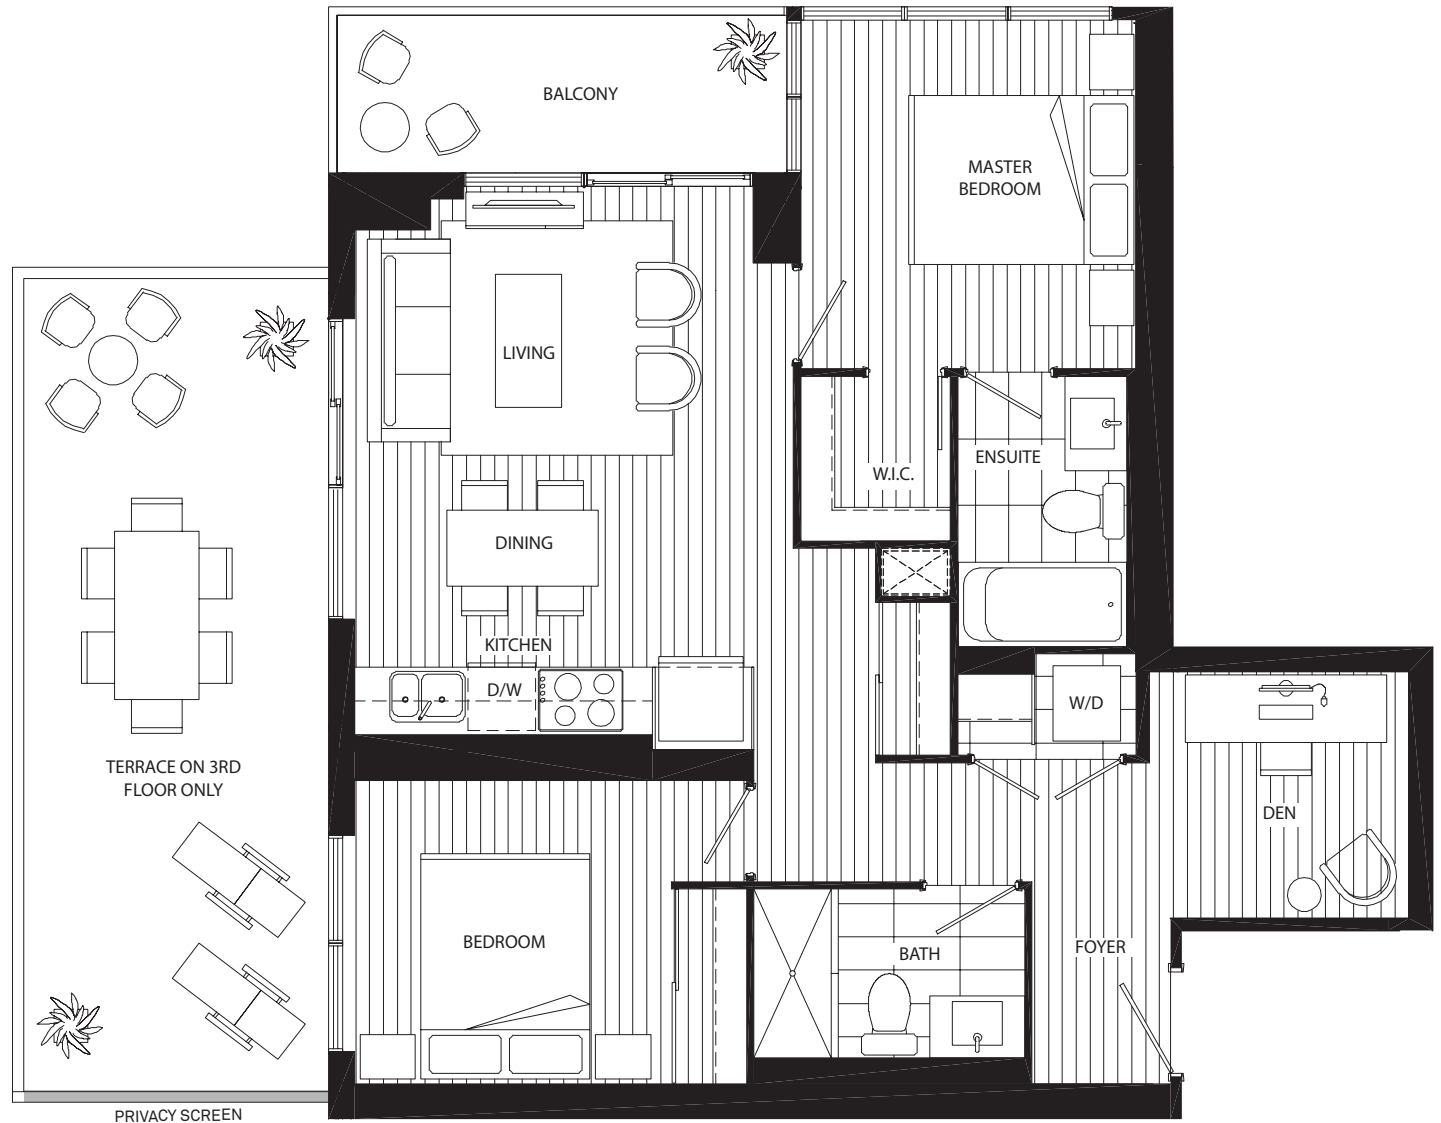 BALCONY
MASTER
BEDROOM
LIVING
W.I.C.
ENSUITE
DINING
KITCHEN
D/W
W/D
TERRACE ON 3RD
FLOOR ONLY
DEN
BEDROOM
BATH
FOYER
PRIVACY SCREEN